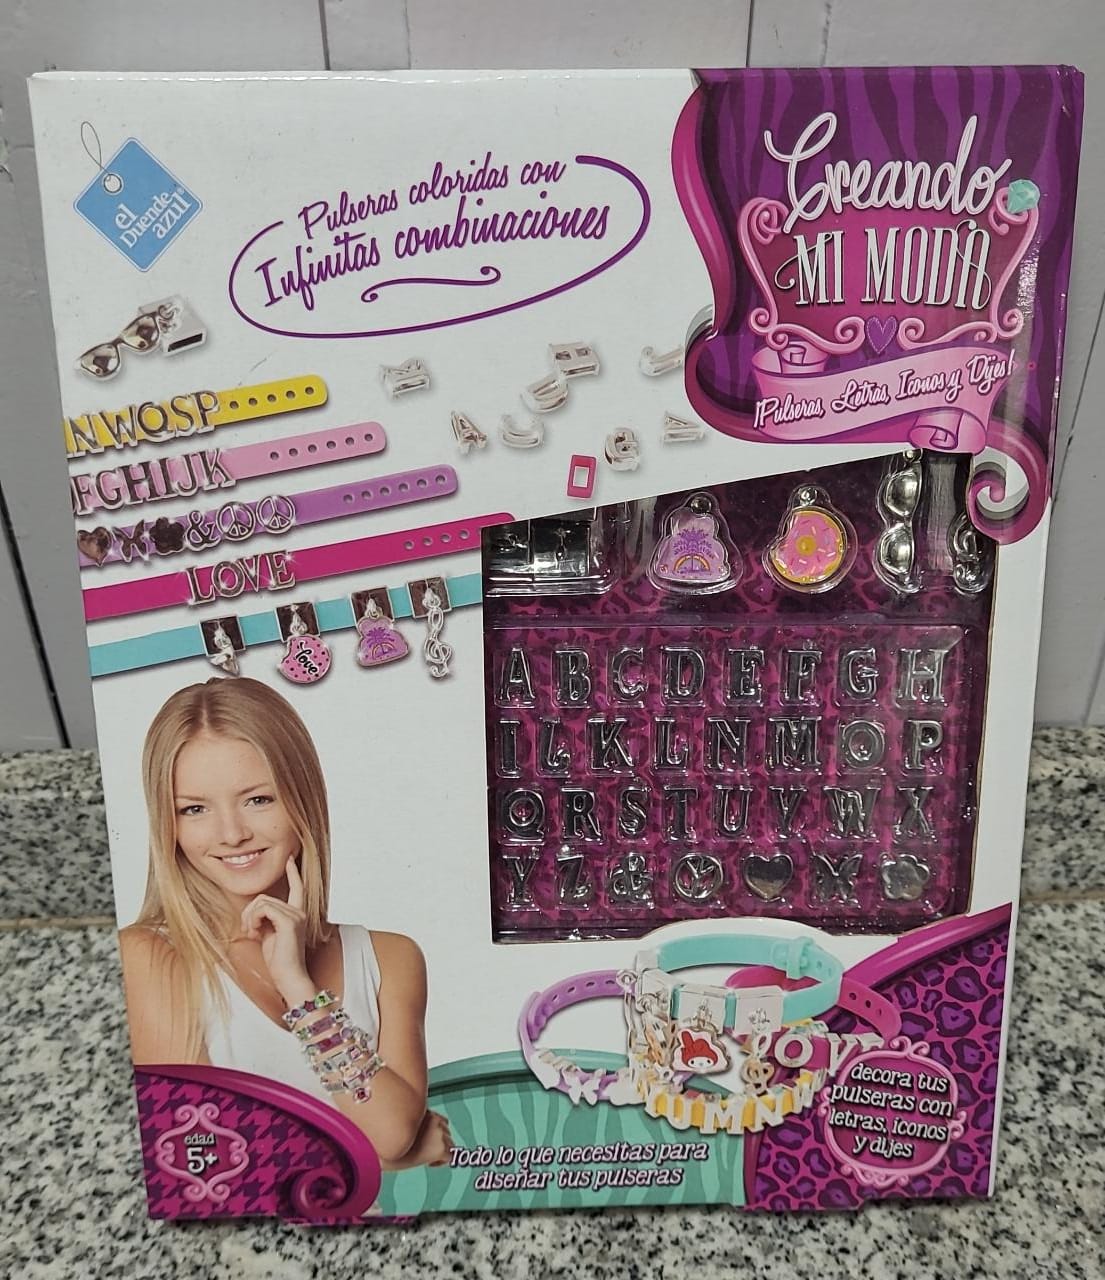 el
Duende
azul®
Pulseras coloridas con
Infinitas combinaciones
Creando
MI MODA
¡Pulseras, Letras, Iconos y Dijes!
NWQSP
FGHIJK
&
LOVE
love
M
A
J
U
H
J
G
A
A B C D E F G H
I J K L N M O P
Q R S T U V W X
Y Z &
LOVE
YUMNW
decora tus
pulseras con
letras, iconos
y dijes
edad
5+
Todo lo que necesitas para
diseñar tus pulseras